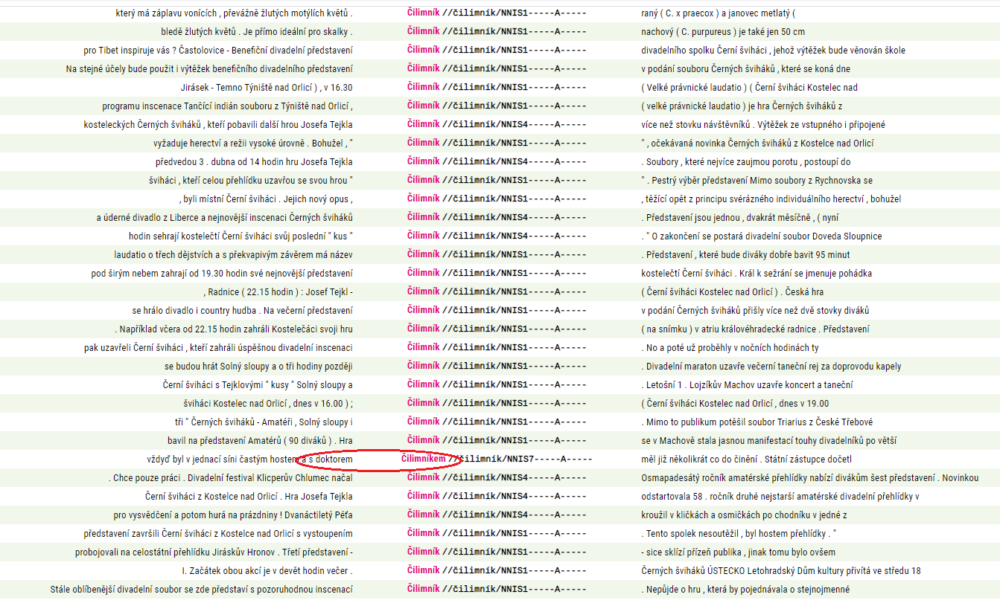 který má záplavu vonících , převážně žlutých motýlích květů . Čilimník //čilimník/NNIS1-----A----- raný ( C. x praecox ) a janovec metlatý (
bledě žlutých květů . Je přímo ideální pro skalky . Čilimník //čilimník/NNIS1-----A----- nachový ( C. purpureus ) je také jen 50 cm
pro Tibet inspiruje vás ? Častolovice - Benefiční divadelní představení Čilimník //čilimník/NNIS1-----A----- divadelního spolku Černí šviháci , jehož výtěžek bude věnován škole
Na stejné účely bude použit i výtěžek benefičního divadelního představení Čilimník //čilimník/NNIS1-----A----- v podání souboru Černých šviháků , které se koná dne
Jirásek - Temno Týniště nad Orlicí ) , v 16.30 Čilimník //čilimník/NNIS1-----A----- ( Velké právnické laudatio ) ( Černí šviháci Kostelec nad
programu inscenace Tančící indián souboru z Týniště nad Orlicí , Čilimník //čilimník/NNIS1-----A----- ( velké právnické laudatio ) je hra Černých šviháků z
kosteleckých Černých šviháků , kteří pobavili další hrou Josefa Tejkla Čilimník //čilimník/NNIS4-----A----- více než stovku návštěvníků . Výtěžek ze vstupného i připojené
vyžaduje herectví a režii vysoké úrovně . Bohužel , " Čilimník //čilimník/NNIS1-----A----- " , očekávaná novinka Černých šviháků z Kostelce nad Orlicí
předvedou 3 . dubna od 14 hodin hru Josefa Tejkla Čilimník //čilimník/NNIS4-----A----- . Soubory , které nejvíce zaujmou porotu , postoupí do
šviháci , kteří celou přehlídku uzavřou se svou hrou " Čilimník //čilimník/NNIS1-----A----- " . Pestrý výběr představení Mimo soubory z Rychnovska se
, byli místní Černí šviháci . Jejich nový opus , Čilimník //čilimník/NNIS1-----A----- , těžící opět z principu svérázného individuálního herectví , bohužel
a úderné divadlo z Liberce a nejnovější inscenaci Černých šviháků Čilimník //čilimník/NNIS4-----A----- . Představení jsou jednou , dvakrát měsíčně , ( nyní
hodin sehrají kostelečtí Černí šviháci svůj poslední " kus " Čilimník //čilimník/NNIS4-----A----- . " O zakončení se postará divadelní soubor Doveda Sloupnice
laudatio o třech dějstvích a s překvapivým závěrem má název Čilimník //čilimník/NNIS1-----A----- . Představení , které bude diváky dobře bavit 95 minut
pod širým nebem zahrají od 19.30 hodin své nejnovější představení Čilimník //čilimník/NNIS1-----A----- kostelečtí Černí šviháci . Král k sežrání se jmenuje pohádka
, Radnice ( 22.15 hodin ) : Josef Tejkl - Čilimník //čilimník/NNIS1-----A----- ( Černí šviháci Kostelec nad Orlicí ) . Česká hra
se hrálo divadlo i country hudba . Na večerní představení Čilimník //čilimník/NNIS1-----A----- v podání Černých šviháků přišly více než dvě stovky diváků
. Například včera od 22.15 hodin zahráli Kostelečáci svoji hru Čilimník //čilimník/NNIS1-----A----- ( na snímku ) v atriu královéhradecké radnice . Představení
pak uzavřeli Černí šviháci , kteří zahráli úspěšnou divadelní inscenaci Čilimník //čilimník/NNIS1-----A----- . No a poté už proběhly v nočních hodinách ty
se budou hrát Solný sloupy a o tři hodiny později Čilimník //čilimník/NNIS1-----A----- . Divadelní maraton uzavře večerní taneční rej za doprovodu kapely
Černí šviháci s Tejklovými " kusy " Solný sloupy a Čilimník //čilimník/NNIS1-----A----- . Letošní 1 . Lojzíkův Machov uzavře koncert a taneční
šviháci Kostelec nad Orlicí , dnes v 16.00 ) ; Čilimník //čilimník/NNIS1-----A----- ( Černí šviháci Kostelec nad Orlicí , dnes v 19.00
tři " Černých šviháků - Amatéři , Solný sloupy i Čilimník //čilimník/NNIS1-----A----- . Mimo to publikum potěšil soubor Triarius z České Třebové
bavil na představení Amatérů ( 90 diváků ) . Hra Čilimník //čilimník/NNIS1-----A----- se v Machově stala jasnou manifestací touhy divadelníků po větší
vždyď byl v jednací síni častým hostem a s doktorem Čilimníkem //čilimník/NNIS7-----A----- měl již několikrát co do činění . Státní zástupce dočetl
. Chce pouze práci . Divadelní festival Klicperův Chlumec načal Čilimník //čilimník/NNIS4-----A----- Osmapadesátý ročník amatérské přehlídky nabízí divákům šest představení . Novinkou
Černí šviháci z Kostelce nad Orlicí . Hra Josefa Tejkla Čilimník //čilimník/NNIS4-----A----- odstartovala 58 . ročník druhé nejstarší amatérské divadelní přehlídky v
pro vysvědčení a potom hurá na prázdniny ! Dvanáctiletý Péťa Čilimník //čilimník/NNIS4-----A----- kroužil v kličkách a osmičkách po chodníku v jedné z
představení završili Černí šviháci z Kostelce nad Orlicí s vystoupením Čilimník //čilimník/NNIS1-----A----- . Tento spolek nesoutěžil , byl hostem přehlídky . "
probojovali na celostátní přehlídku Jiráskův Hronov . Třetí představení - Čilimník //čilimník/NNIS1-----A----- - sice sklízí přízeň publika , jinak tomu bylo ovšem
I. Začátek obou akcí je v devět hodin večer . Čilimník //čilimník/NNIS1-----A----- Černých šviháků ÚSTECKO Letohradský Dům kultury přivítá ve středu 18
Stále oblíbenější divadelní soubor se zde představí s pozoruhodnou inscenací Čilimník //čilimník/NNIS1-----A----- . Nepůjde o hru , která by pojednávala o stejnojmenné